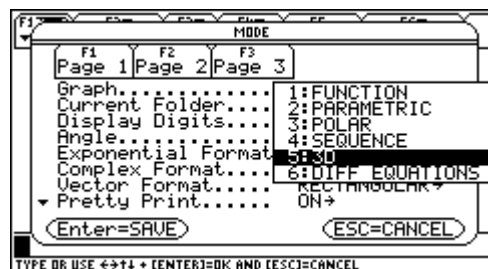 MODE
F1 F2 F3
Page 1 Page 2 Page 3
Graph.............
Current Folder....
Display Digits....
Angle.............
Exponential Format
Complex Format....
Vector Format..... RECTANGULAR→
Pretty Print...... ON→
1:FUNCTION
2:PARAMETRIC
3:POLAR
4:SEQUENCE
5:3D
6:DIFF EQUATIONS
Enter=SAVE ESC=CANCEL
TYPE OR USE ←→↑↓ + [ENTER]=OK AND [ESC]=CANCEL